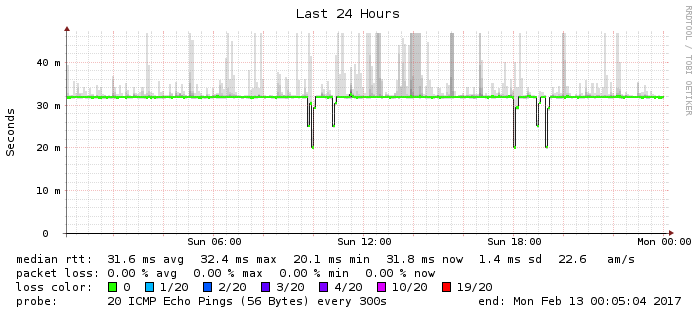 Last 24 Hours
RRDTOOL / TOBI OETIKER
Seconds
40 m
30 m
20 m
10 m
0
Sun 06:00 Sun 12:00 Sun 18:00 Mon 00:00
median rtt: 31.6 ms avg 32.4 ms max 20.1 ms min 31.8 ms now 1.4 ms sd 22.6 am/s
packet loss: 0.00 % avg 0.00 % max 0.00 % min 0.00 % now
loss color: 0 1/20 2/20 3/20 4/20 10/20 19/20
probe: 20 ICMP Echo Pings (56 Bytes) every 300s end: Mon Feb 13 00:05:04 2017